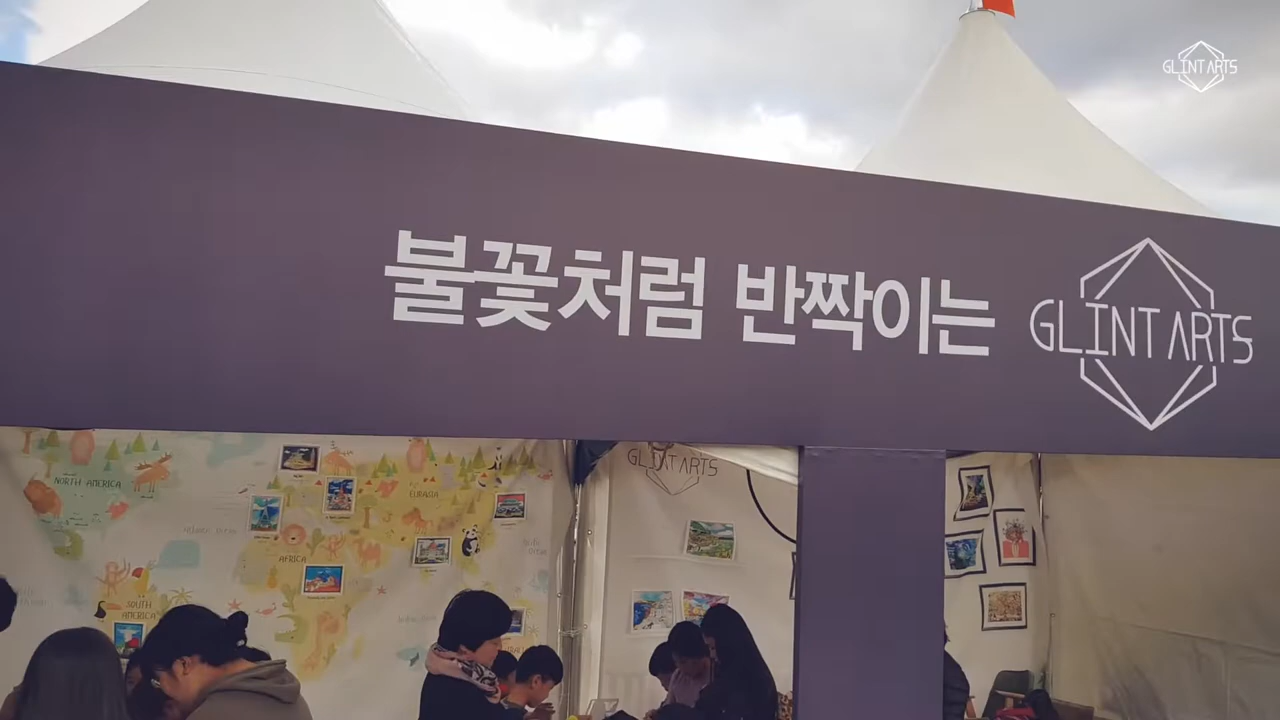 GLINT ARTS
불꽃처럼 반짝이는
GLINT ARTS
NORTH AMERICA
EURASIA
AFRICA
SOUTH
AMERICA
GLINT ARTS